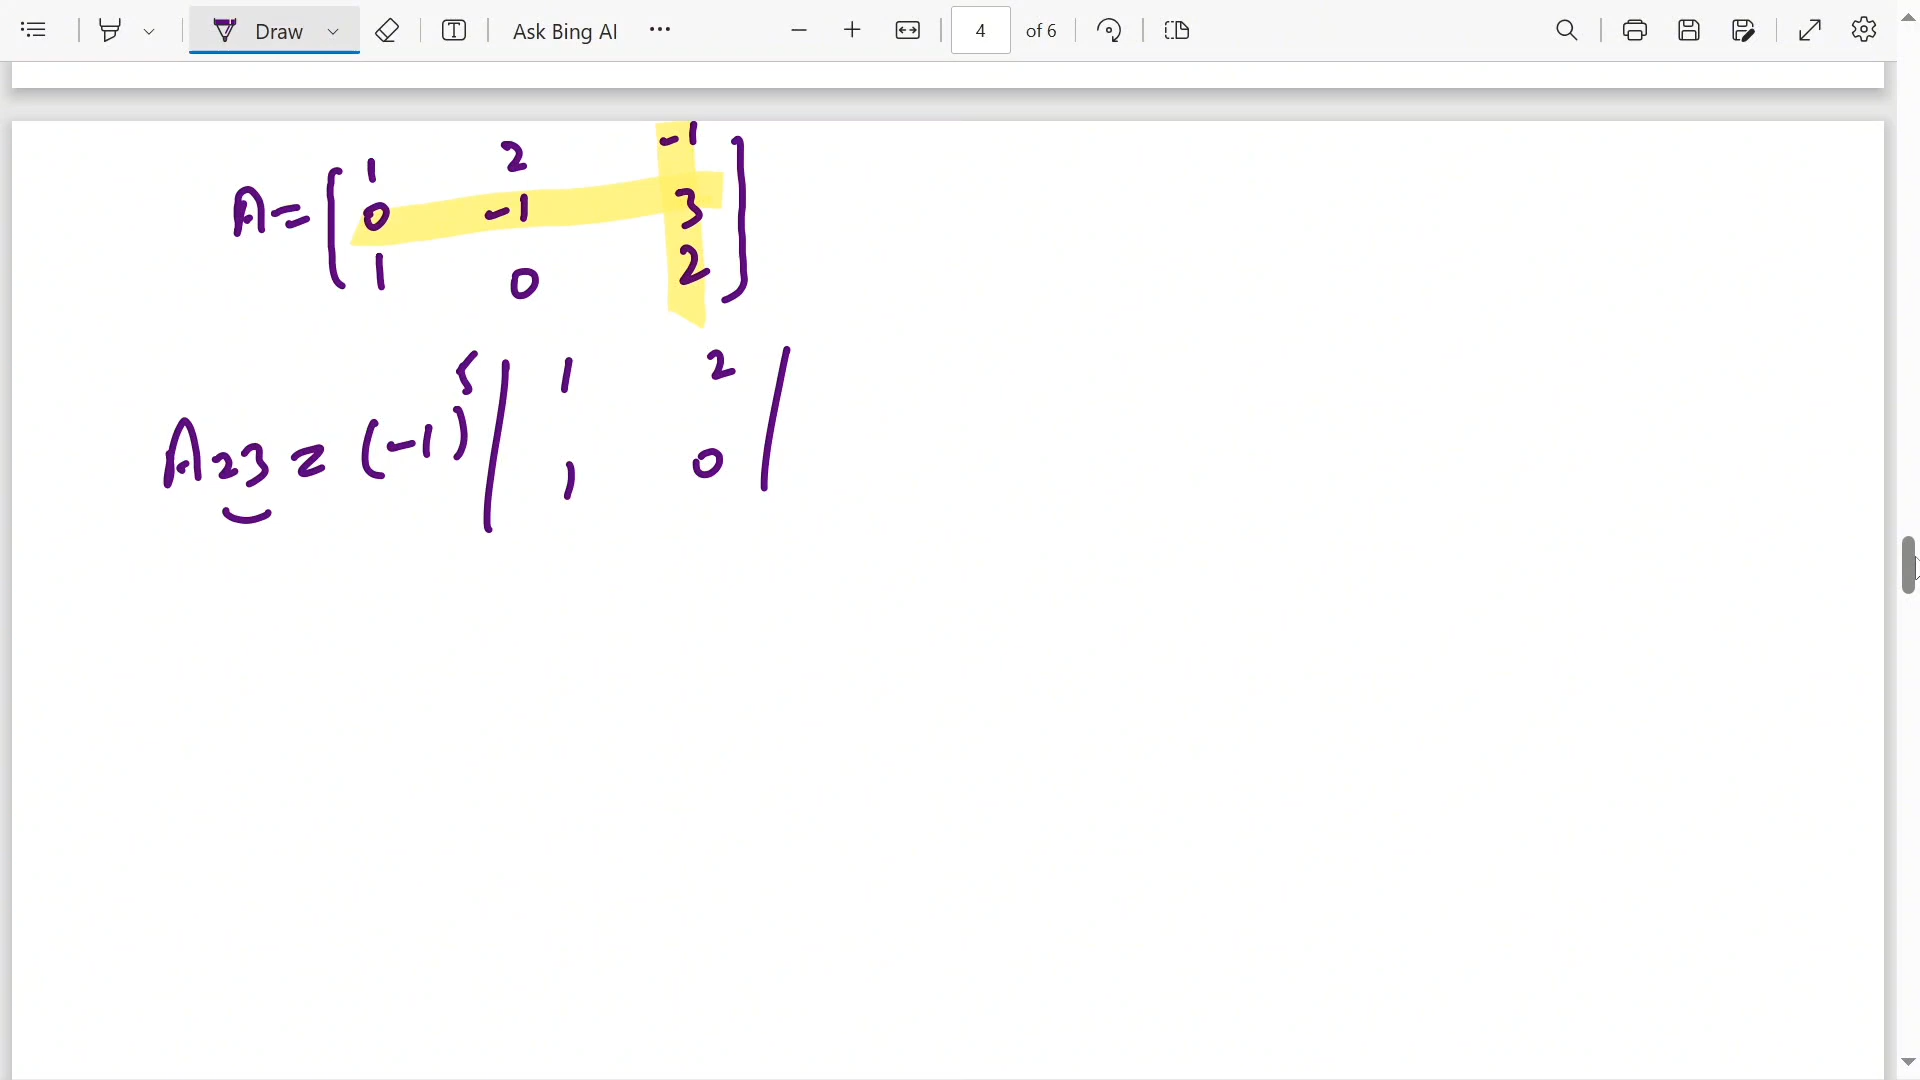 Draw Ask Bing AI ... 4 of 6
1 2 -1
A = [ 0 -1 3 ]
1 0 2
5 | 1 2 |
A23 = (-1)
1 0